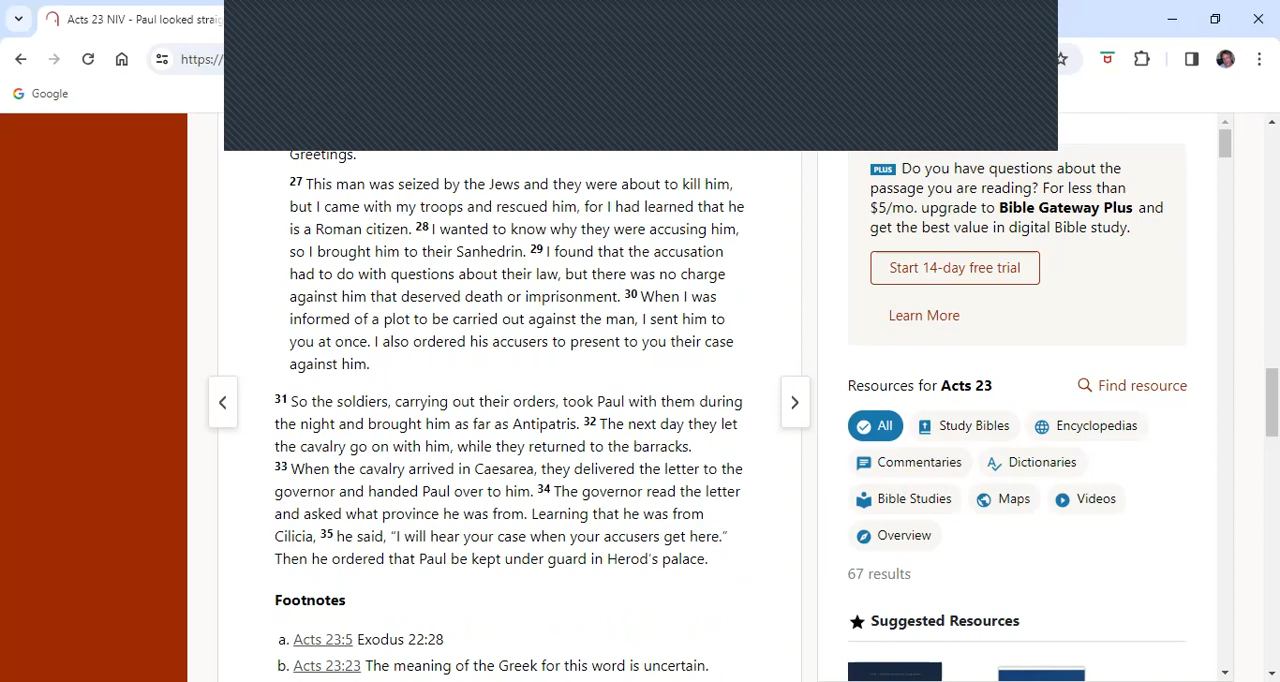 Acts 23 NIV - Paul looked straig
https://
Google
Greetings.
27 This man was seized by the Jews and they were about to kill him,
but I came with my troops and rescued him, for I had learned that he
is a Roman citizen. 28 I wanted to know why they were accusing him,
so I brought him to their Sanhedrin. 29 I found that the accusation
had to do with questions about their law, but there was no charge
against him that deserved death or imprisonment. 30 When I was
informed of a plot to be carried out against the man, I sent him to
you at once. I also ordered his accusers to present to you their case
against him.
31 So the soldiers, carrying out their orders, took Paul with them during
the night and brought him as far as Antipatris. 32 The next day they let
the cavalry go on with him, while they returned to the barracks.
33 When the cavalry arrived in Caesarea, they delivered the letter to the
governor and handed Paul over to him. 34 The governor read the letter
and asked what province he was from. Learning that he was from
Cilicia, 35 he said, “I will hear your case when your accusers get here.”
Then he ordered that Paul be kept under guard in Herod’s palace.
Footnotes
a. Acts 23:5 Exodus 22:28
b. Acts 23:23 The meaning of the Greek for this word is uncertain.
PLUS Do you have questions about the
passage you are reading? For less than
$5/mo. upgrade to Bible Gateway Plus and
get the best value in digital Bible study.
Start 14-day free trial
Learn More
Resources for Acts 23 Find resource
All Study Bibles Encyclopedias
Commentaries Dictionaries
Bible Studies Maps Videos
Overview
67 results
Suggested Resources